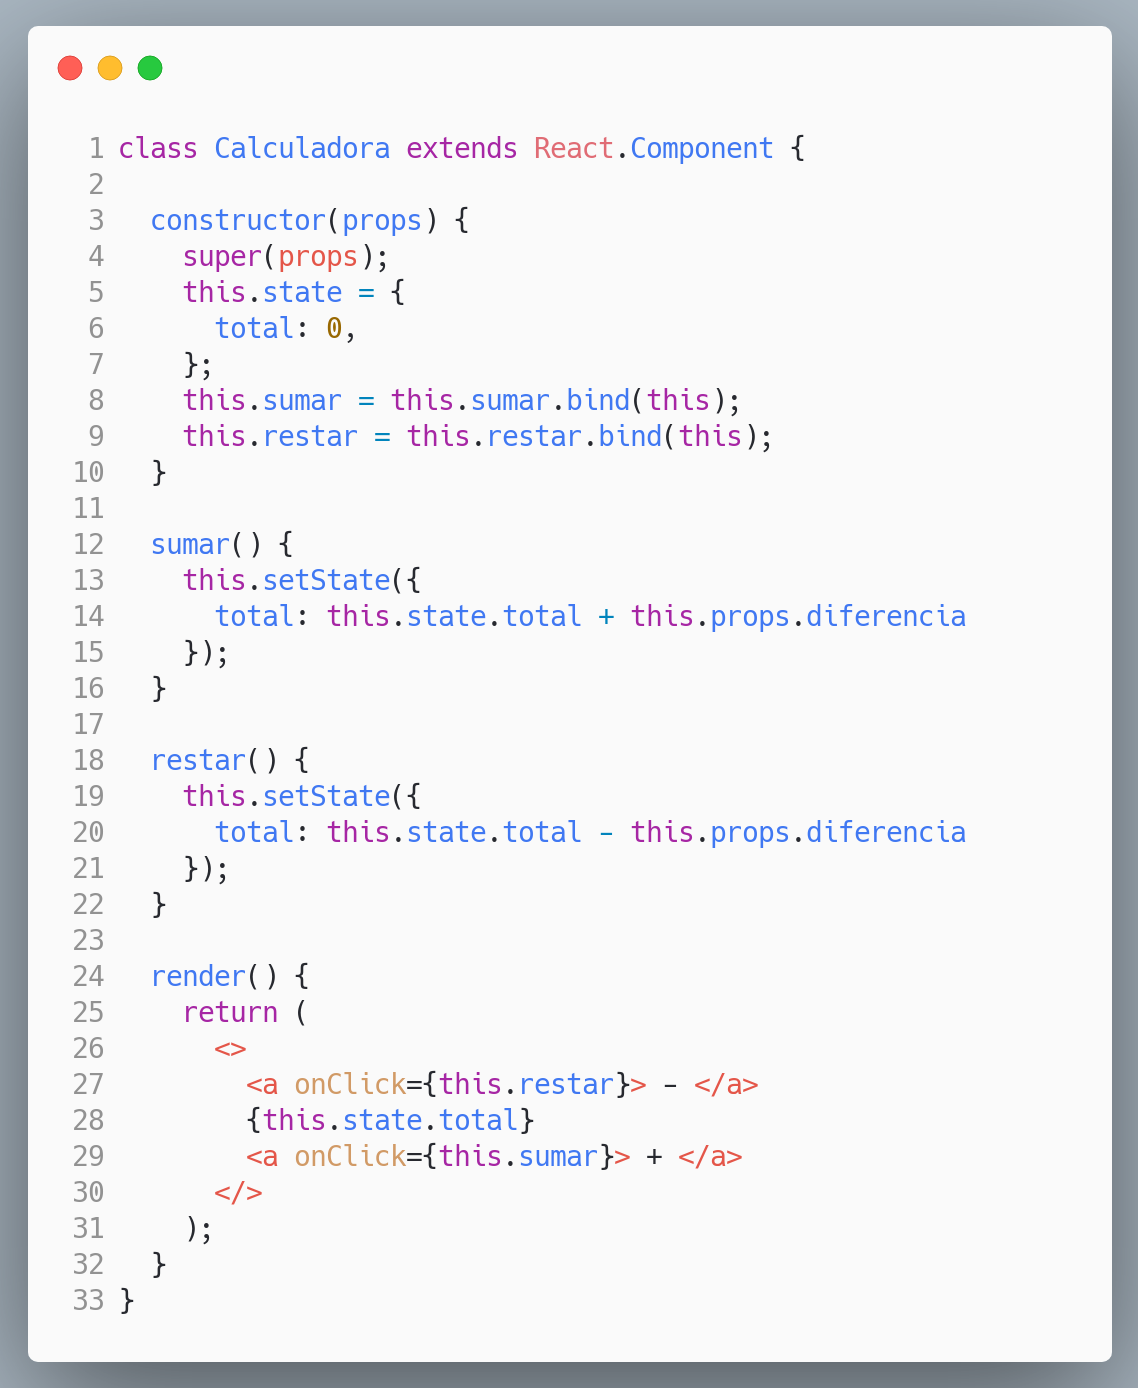 1 class Calculadora extends React.Component {
2
3   constructor(props) {
4     super(props);
5     this.state = {
6       total: 0,
7     };
8     this.sumar = this.sumar.bind(this);
9     this.restar = this.restar.bind(this);
10   }
11
12   sumar() {
13     this.setState({
14       total: this.state.total + this.props.diferencia
15     });
16   }
17
18   restar() {
19     this.setState({
20       total: this.state.total - this.props.diferencia
21     });
22   }
23
24   render() {
25     return (
26       <>
27         <a onClick={this.restar}> - </a>
28         {this.state.total}
29         <a onClick={this.sumar}> + </a>
30       </>
31     );
32   }
33 }